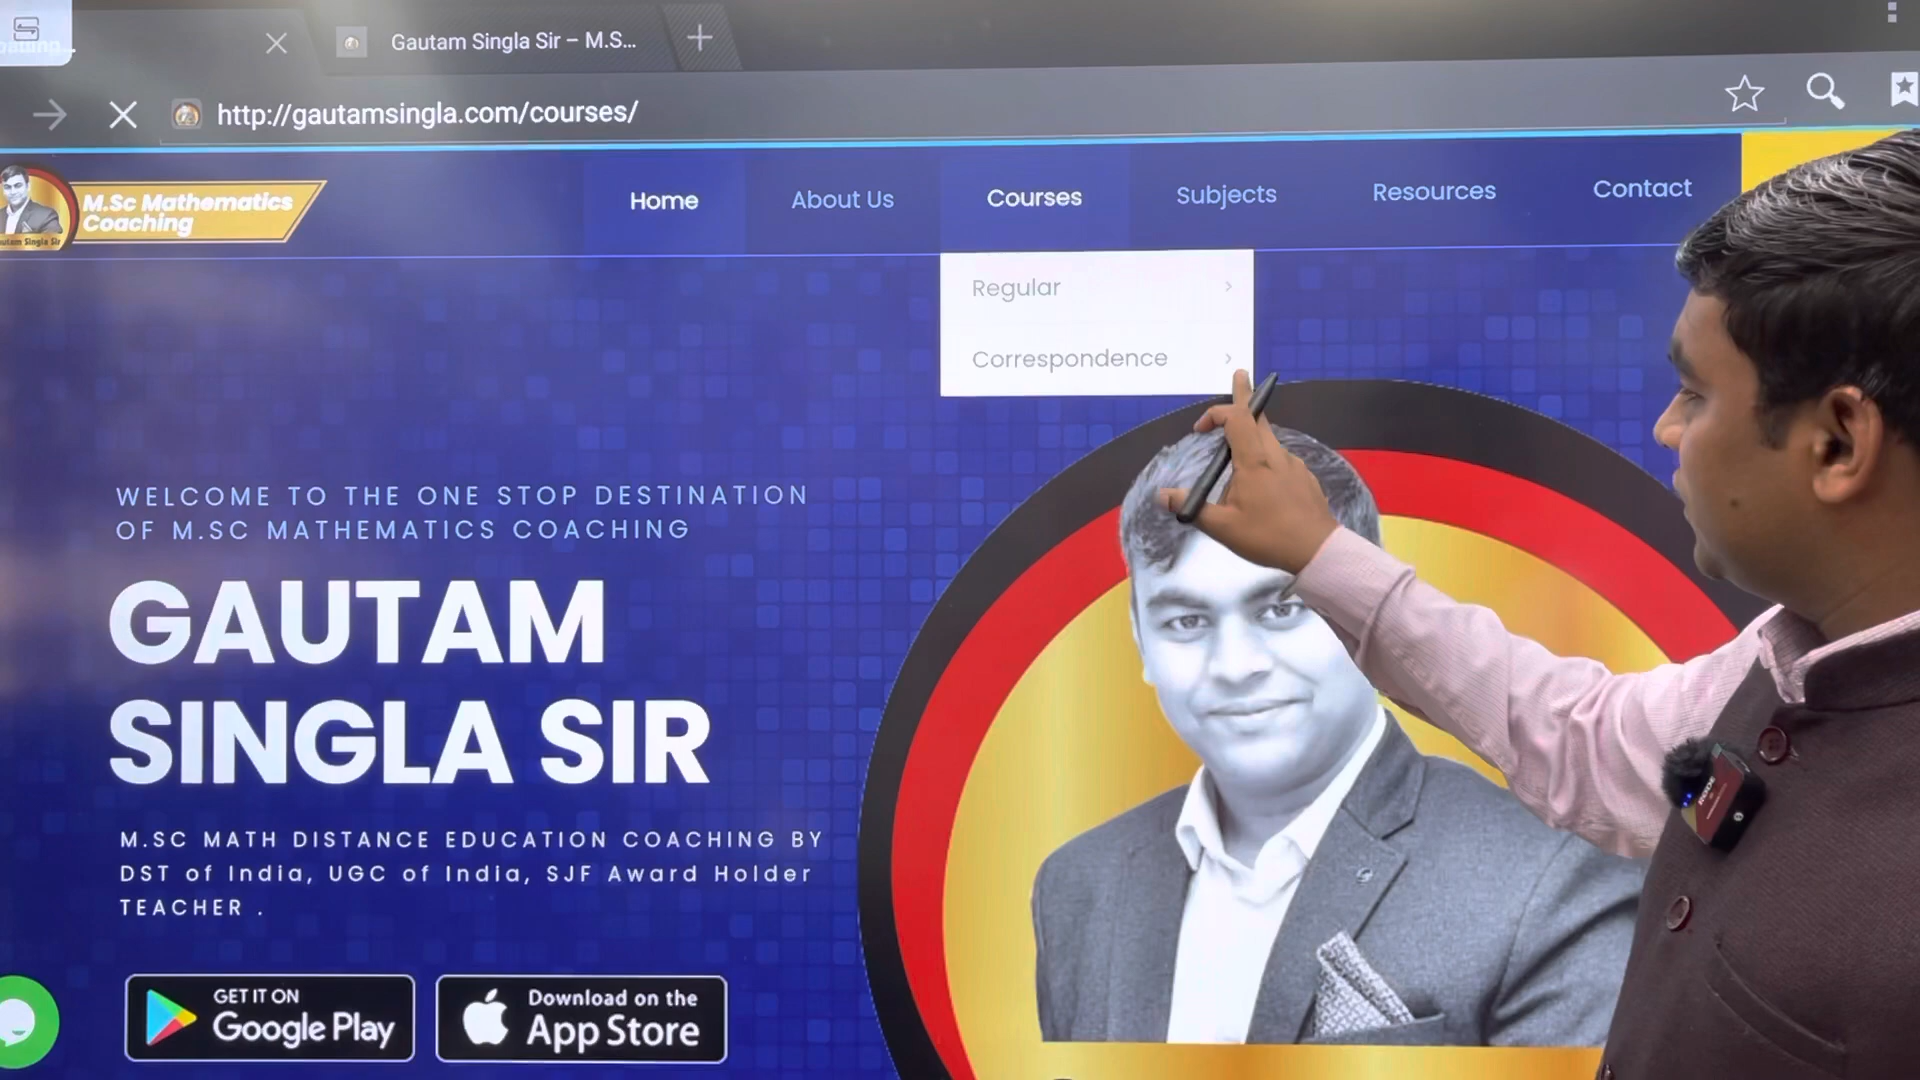 Gautam Singla Sir – M.S...
http://gautamsingla.com/courses/
M.Sc Mathematics
Coaching
Home
About Us
Courses
Subjects
Resources
Contact
Regular
Correspondence
WELCOME TO THE ONE STOP DESTINATION
OF M.SC MATHEMATICS COACHING
GAUTAM
SINGLA SIR
M.SC MATH DISTANCE EDUCATION COACHING BY
DST of India, UGC of India, SJF Award Holder
TEACHER .
GET IT ON
Google Play
Download on the
App Store
RODE